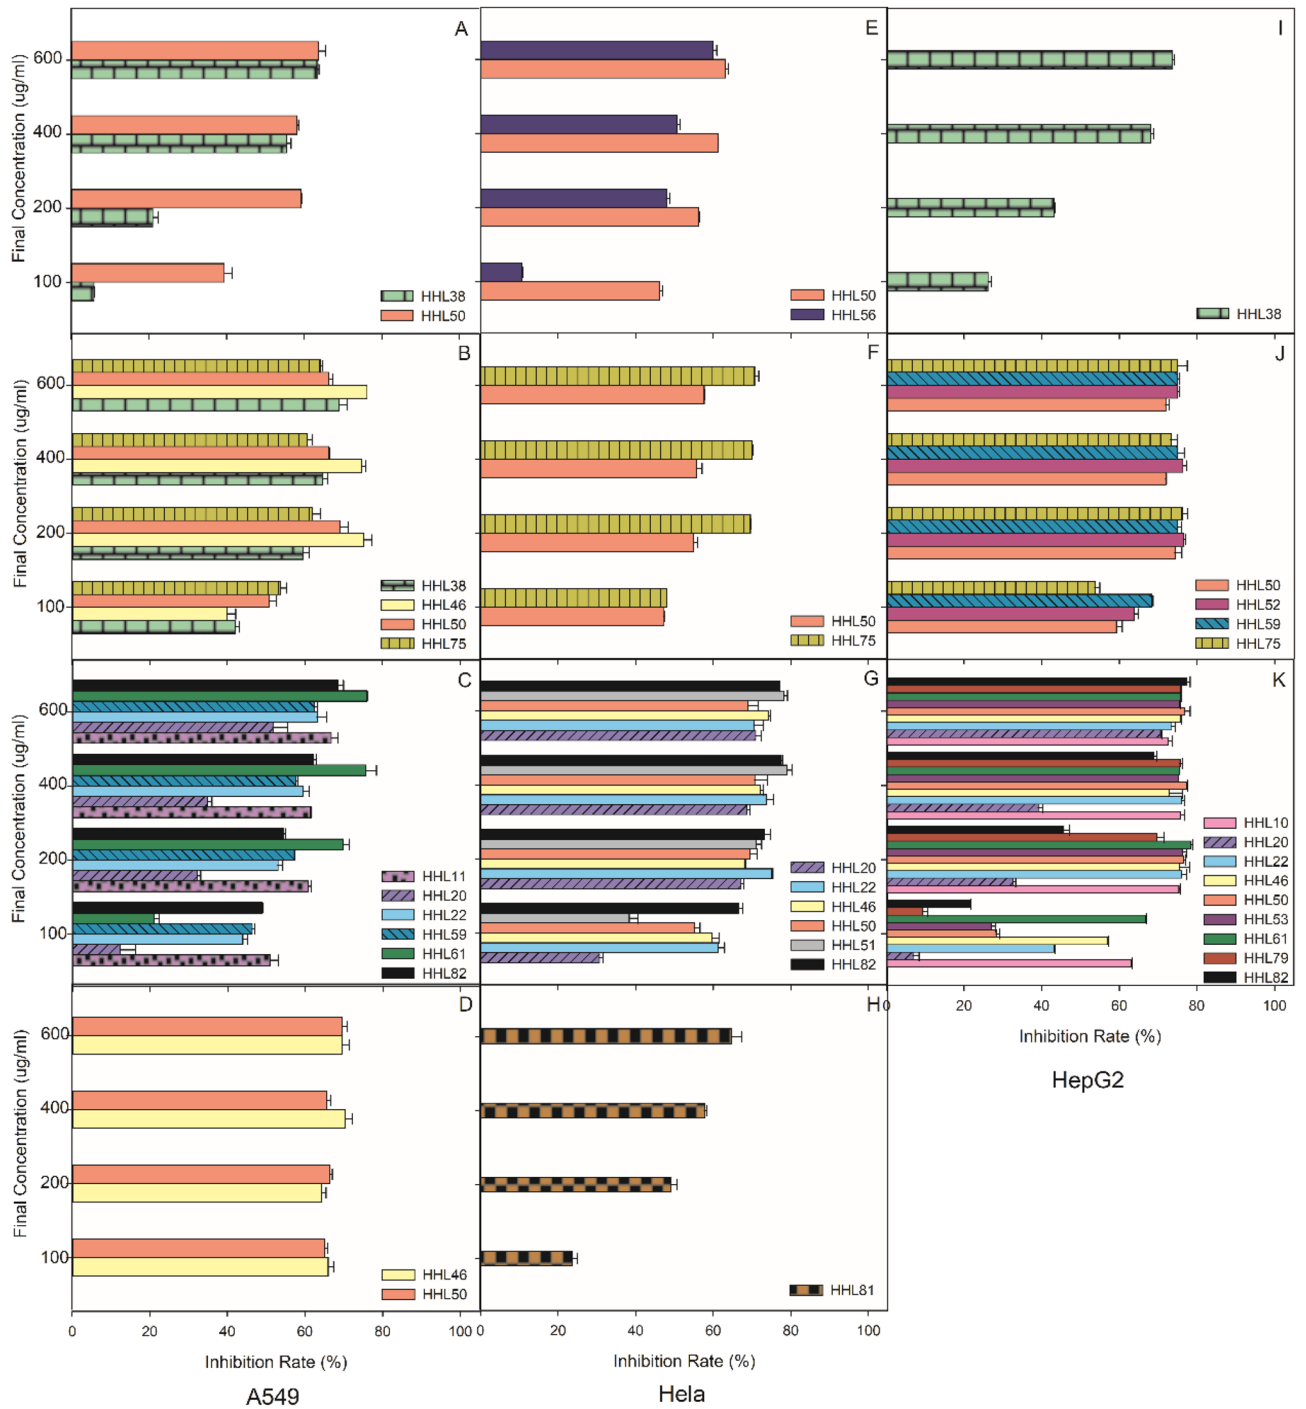 A
Final Concentration (ug/ml)
600
400
200
100
HHL38
HHL50
E
HHL50
HHL56
I
HHL38
B
Final Concentration (ug/ml)
600
400
200
100
HHL38
HHL46
HHL50
HHL75
F
HHL50
HHL75
J
HHL50
HHL52
HHL59
HHL75
C
Final Concentration (ug/ml)
600
400
200
100
HHL11
HHL20
HHL22
HHL59
HHL61
HHL82
G
HHL20
HHL22
HHL46
HHL50
HHL51
HHL82
K
HHL10
HHL20
HHL22
HHL46
HHL50
HHL53
HHL61
HHL79
HHL82
0 20 40 60 80 100
Inhibition Rate (%)
HepG2
D
Final Concentration (ug/ml)
600
400
200
100
HHL46
HHL50
0 20 40 60 80 100
Inhibition Rate (%)
A549
H
HHL81
0 20 40 60 80 100
Inhibition Rate (%)
Hela